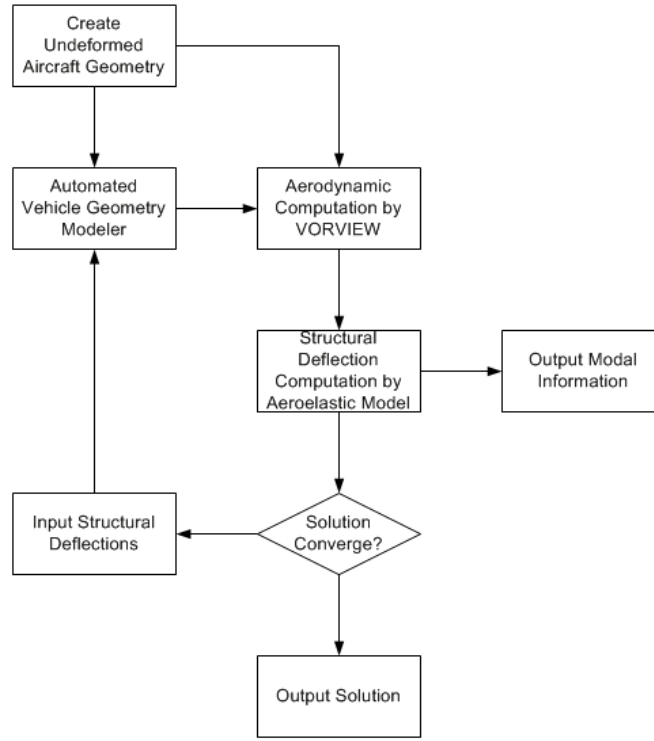 Create
Undeformed
Aircraft Geometry
Automated
Vehicle Geometry
Modeler
Aerodynamic
Computation by
VORVIEW
Structural
Deflection
Computation by
Aeroelastic Model
Output Modal
Information
Input Structural
Deflections
Solution
Converge?
Output Solution